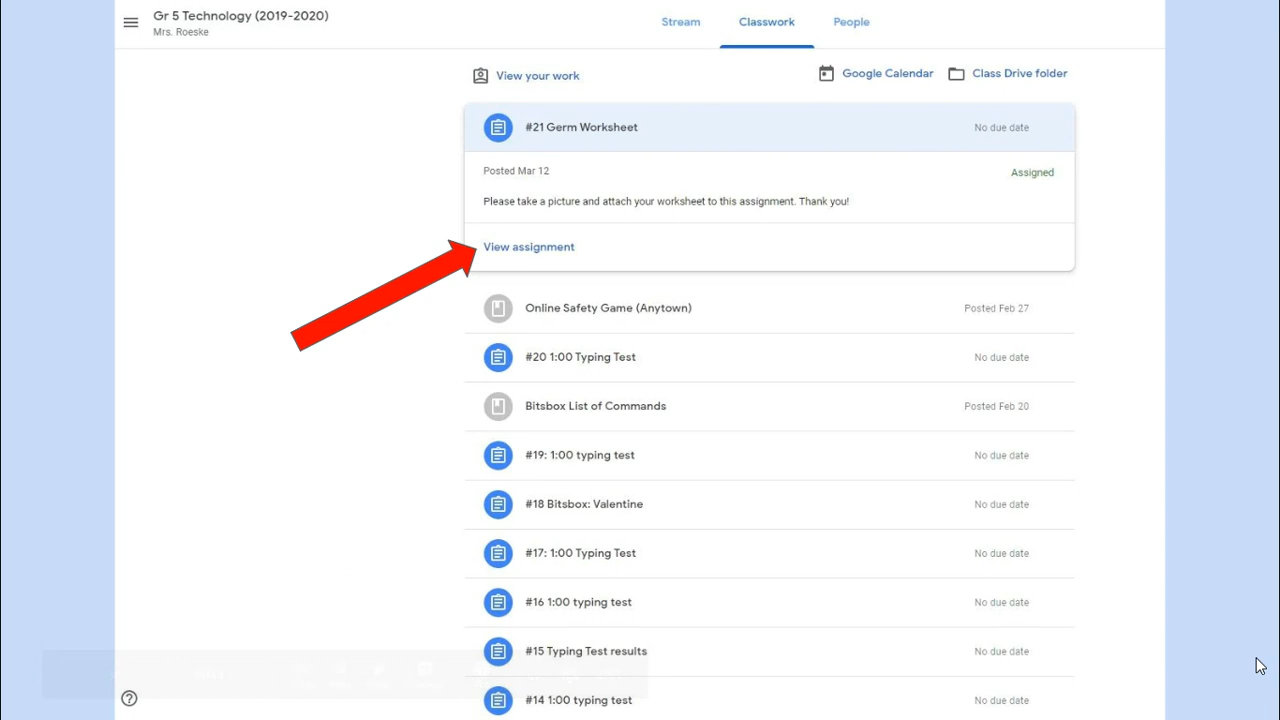 Gr 5 Technology (2019-2020)
Mrs. Roeske
Stream
Classwork
People
View your work
Google Calendar
Class Drive folder
#21 Germ Worksheet
No due date
Posted Mar 12
Assigned
Please take a picture and attach your worksheet to this assignment. Thank you!
View assignment
Online Safety Game (Anytown)
Posted Feb 27
#20 1:00 Typing Test
No due date
Bitsbox List of Commands
Posted Feb 20
#19: 1:00 typing test
No due date
#18 Bitsbox: Valentine
No due date
#17: 1:00 Typing Test
No due date
#16 1:00 typing test
No due date
#15 Typing Test results
No due date
#14 1:00 typing test
No due date